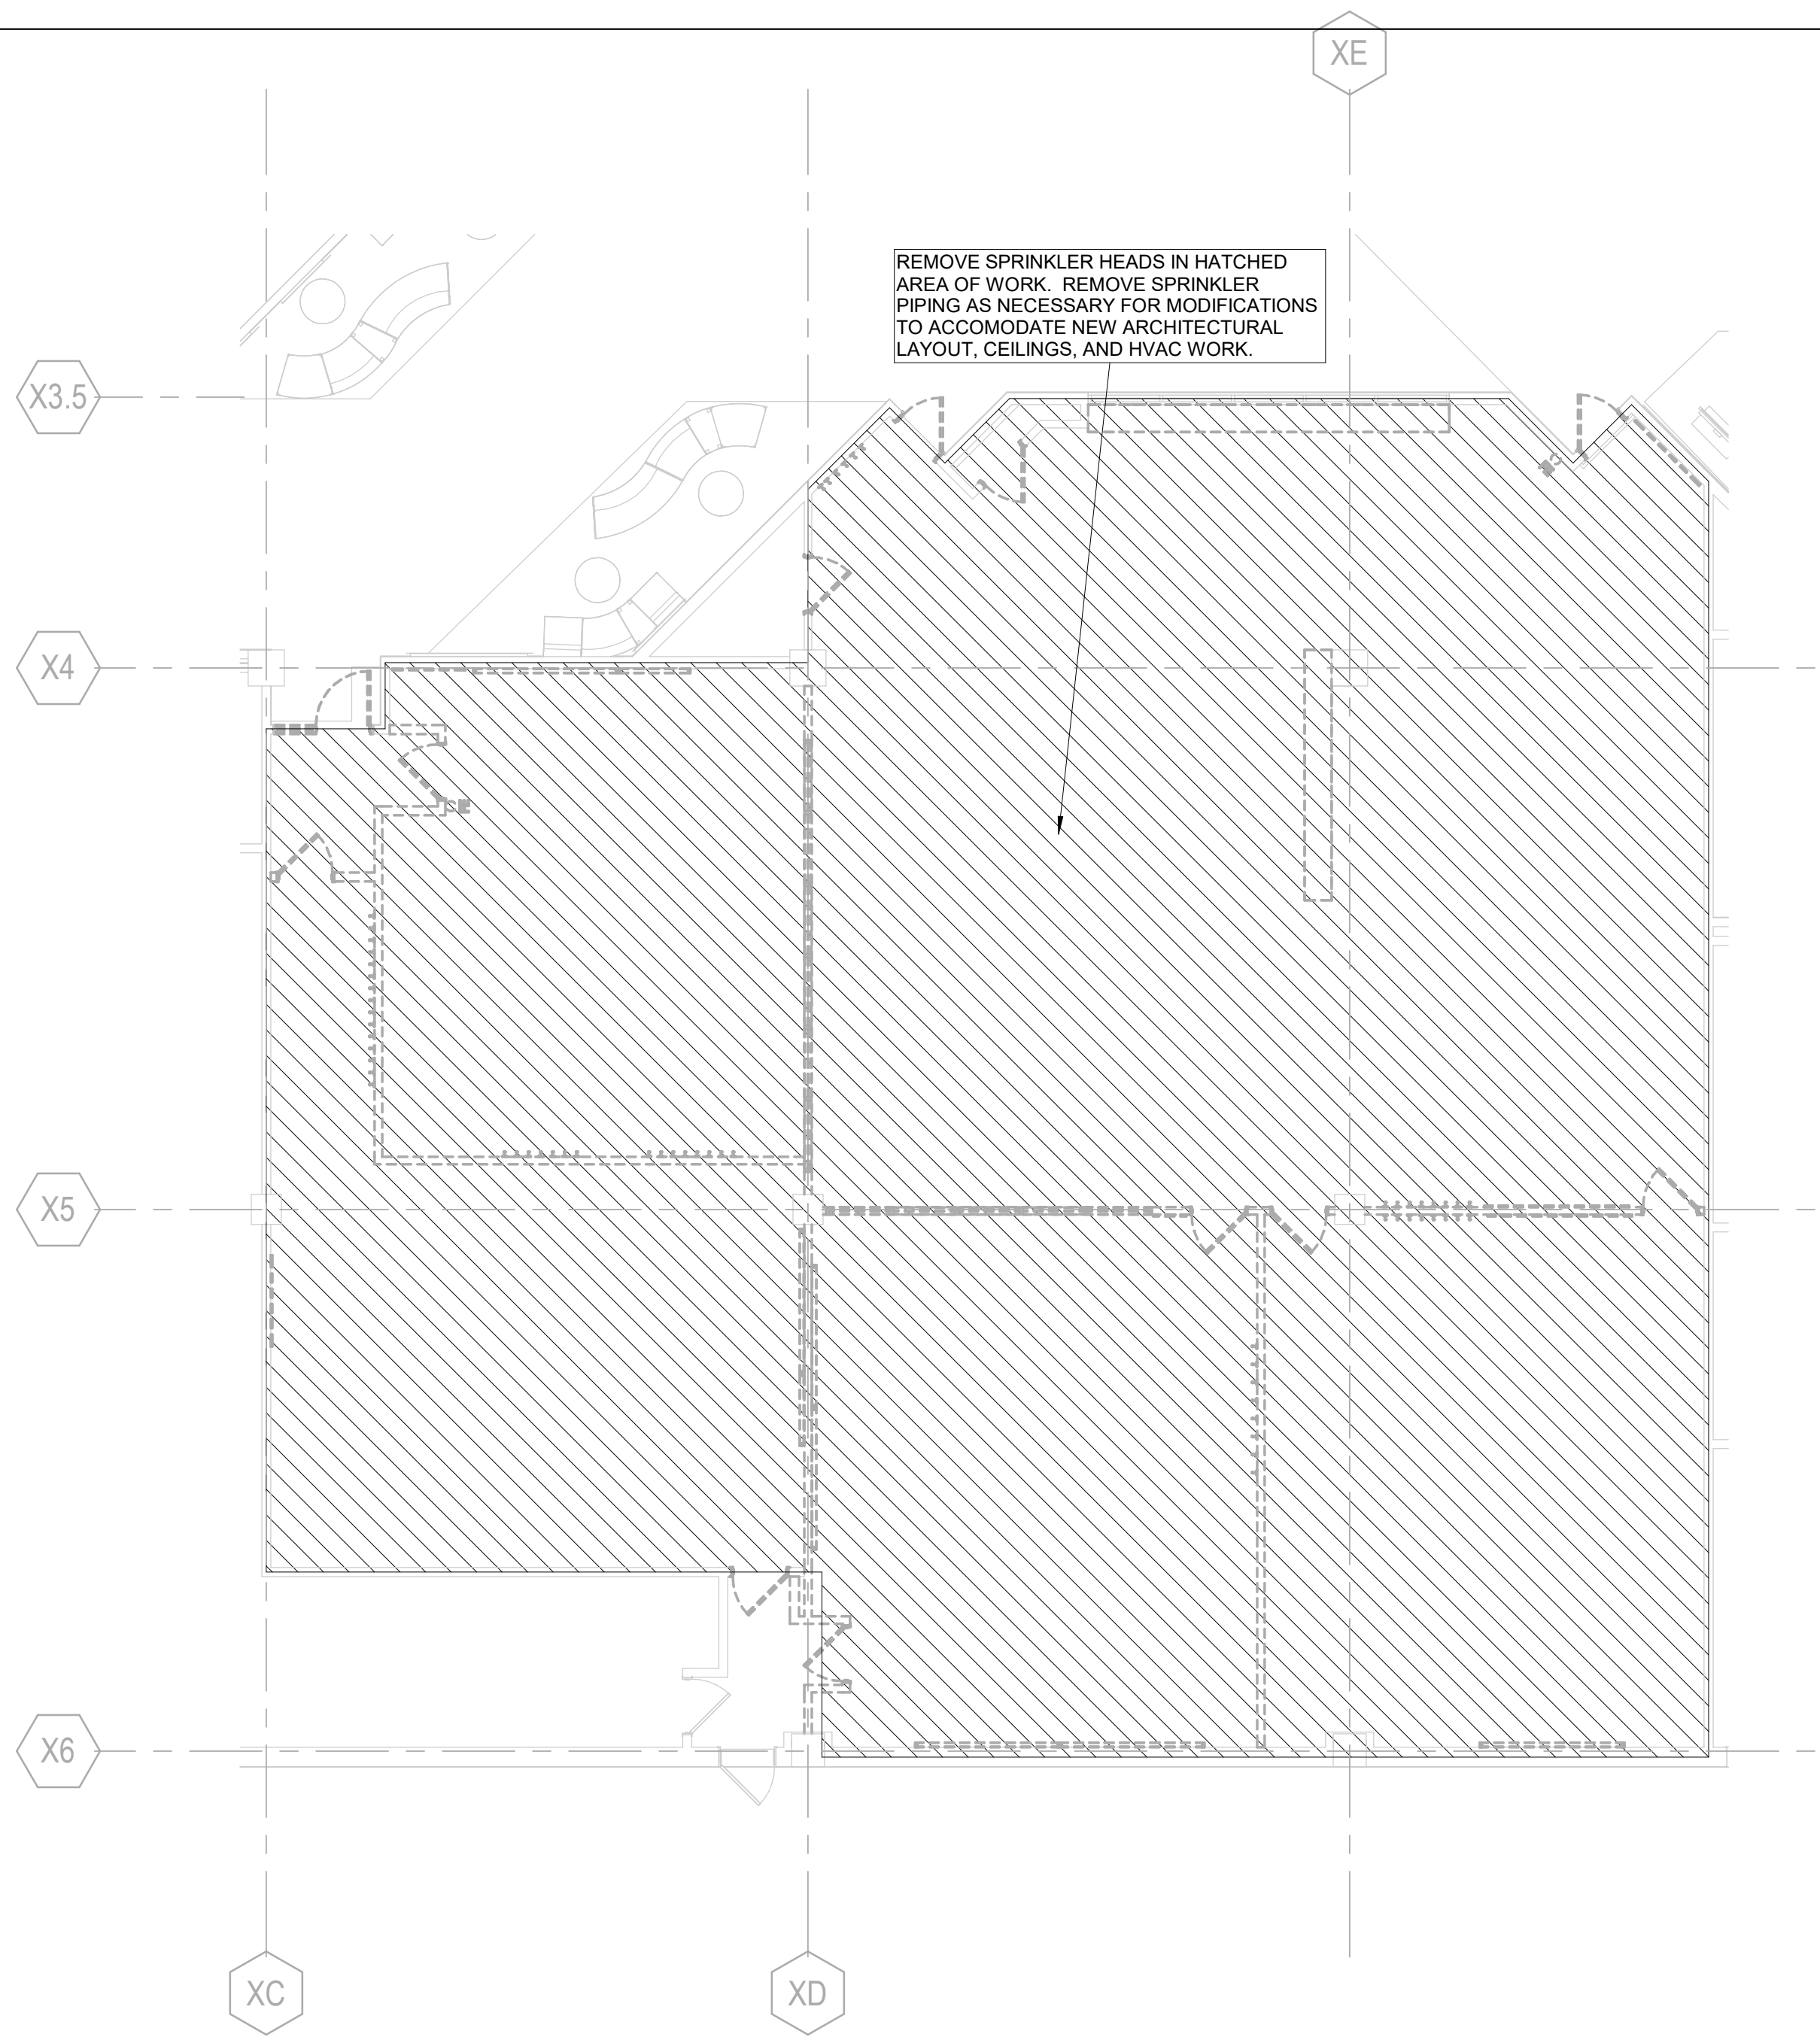 XE
REMOVE SPRINKLER HEADS IN HATCHED
AREA OF WORK.  REMOVE SPRINKLER
PIPING AS NECESSARY FOR MODIFICATIONS
TO ACCOMODATE NEW ARCHITECTURAL
LAYOUT, CEILINGS, AND HVAC WORK.
X3.5
X4
X5
X6
XC
XD